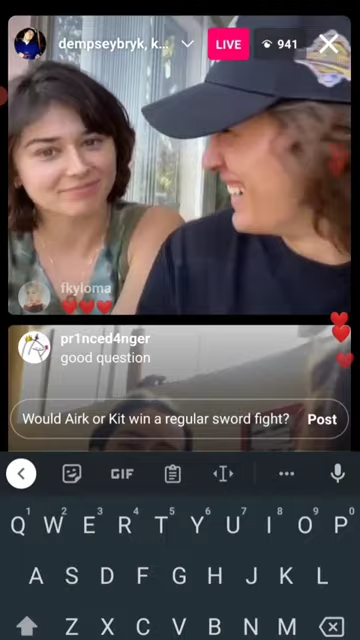 dempseybryk, k...
LIVE
941
fkyloma
❤❤❤
pr1nced4nger
good question
Would Airk or Kit win a regular sword fight?
Post
GIF
1 2 3 4 5 6 7 8 9 0
Q W E R T Y U I O P
A S D F G H J K L
Z X C V B N M